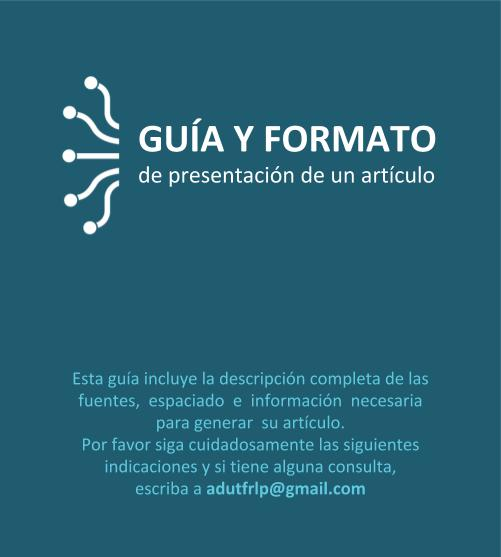 GUÍA Y FORMATO
de presentación de un artículo
Esta guía incluye la descripción completa de las
fuentes, espaciado e información necesaria
para generar su artículo.
Por favor siga cuidadosamente las siguientes
indicaciones y si tiene alguna consulta,
escriba a adutfrlp@gmail.com